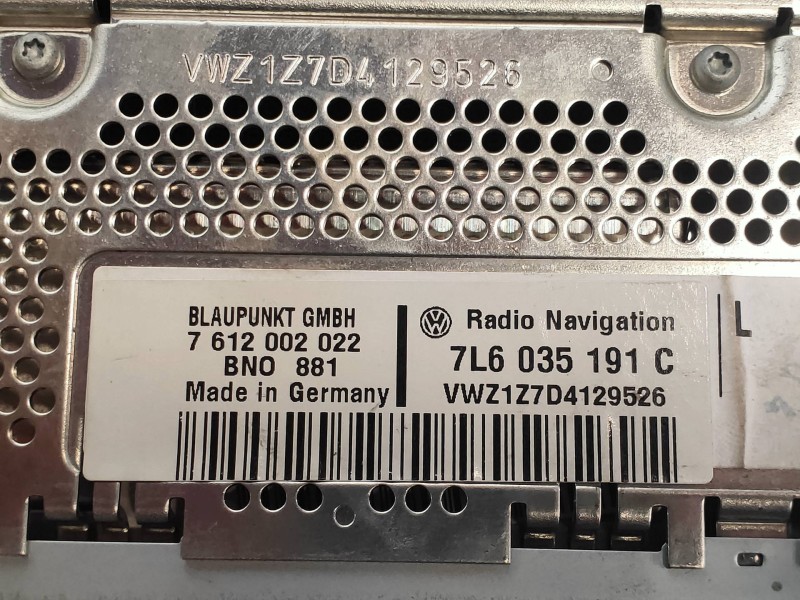 VWZ1Z7D4129526
BLAUPUNKT GMBH
7 612 002 022
BNO 881
Made in Germany
Radio Navigation
7L6 035 191 C
VWZ1Z7D4129526
L